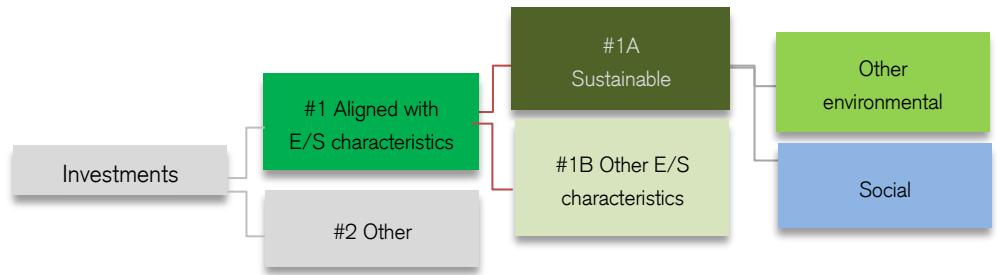 Investments
#1 Aligned with
E/S characteristics
#2 Other
#1A
Sustainable
#1B Other E/S
characteristics
Other
environmental
Social